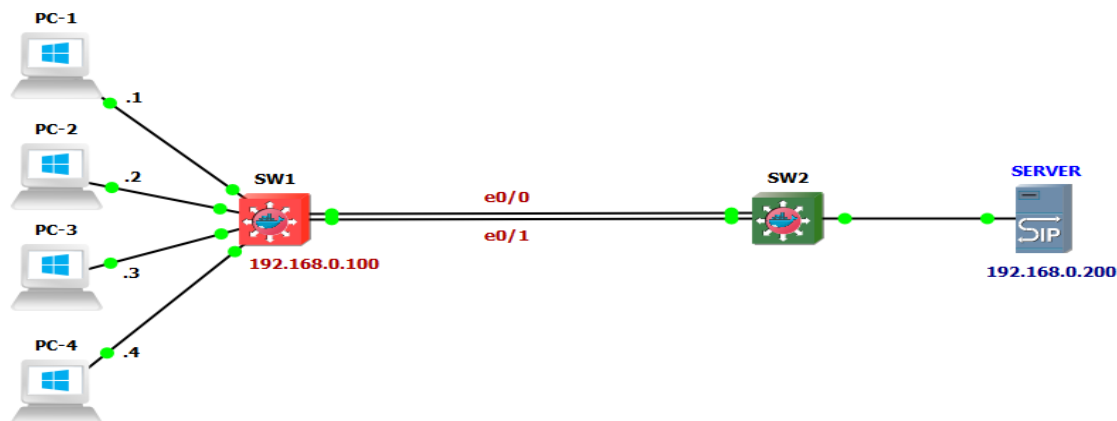 PC-1
.1
PC-2
.2
PC-3
.3
PC-4
.4
SW1
192.168.0.100
e0/0
e0/1
SW2
SERVER
SIP
192.168.0.200